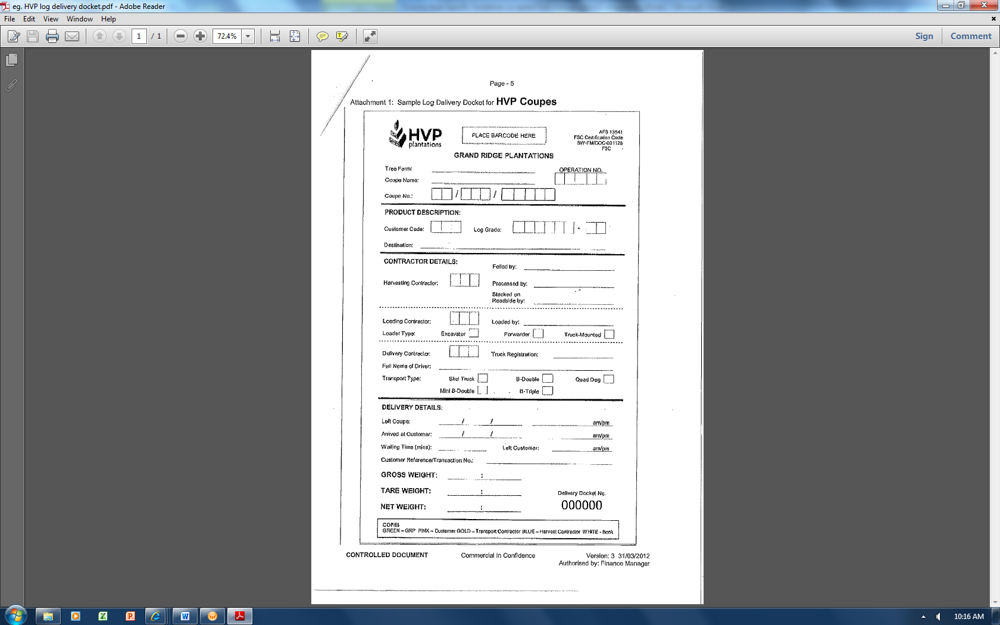 eg. HVP log delivery docket.pdf - Adobe Reader
File Edit View Window Help
1 / 1 72.4% Sign Comment
Page - 5
Attachment 1: Sample Log Delivery Docket for HVP Coupes
HVP
plantations
PLACE BARCODE HERE
AFS 13541
FSC Certification Code
SW-FM/COC-001128
FSC
GRAND RIDGE PLANTATIONS
Tree Farm:
OPERATION NO.
Coupe Name:
Coupe No.: / /
PRODUCT DESCRIPTION:
Customer Code: Log Grade: -
Destination:
CONTRACTOR DETAILS:
Felled by:
Harvesting Contractor: Processed by:
Stacked on
Roadside by:
Loading Contractor: Loaded by:
Loader Type: Excavator Forwarder Truck-Mounted
Delivery Contractor: Truck Registration:
Full Name of Driver:
Transport Type: Skel Truck B-Double Quad Dog
Mini B-Double B-Triple
DELIVERY DETAILS:
Left Coupe: / / am/pm
Arrived at Customer: / / am/pm
Waiting Time (mins): Left Customer: am/pm
Customer Reference/Transaction No.:
GROSS WEIGHT: :
TARE WEIGHT: :
Delivery Docket No.
NET WEIGHT: :
000000
COPIES
GREEN – GRP PINK – Customer GOLD – Transport Contractor BLUE – Harvest Contractor WHITE - Book
CONTROLLED DOCUMENT Commercial in Confidence Version: 3 31/03/2012
Authorised by: Finance Manager
10:16 AM